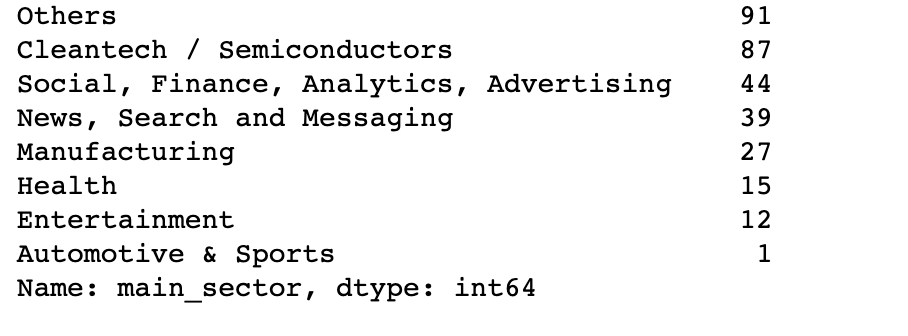 Others 91
Cleantech / Semiconductors 87
Social, Finance, Analytics, Advertising 44
News, Search and Messaging 39
Manufacturing 27
Health 15
Entertainment 12
Automotive & Sports 1
Name: main_sector, dtype: int64